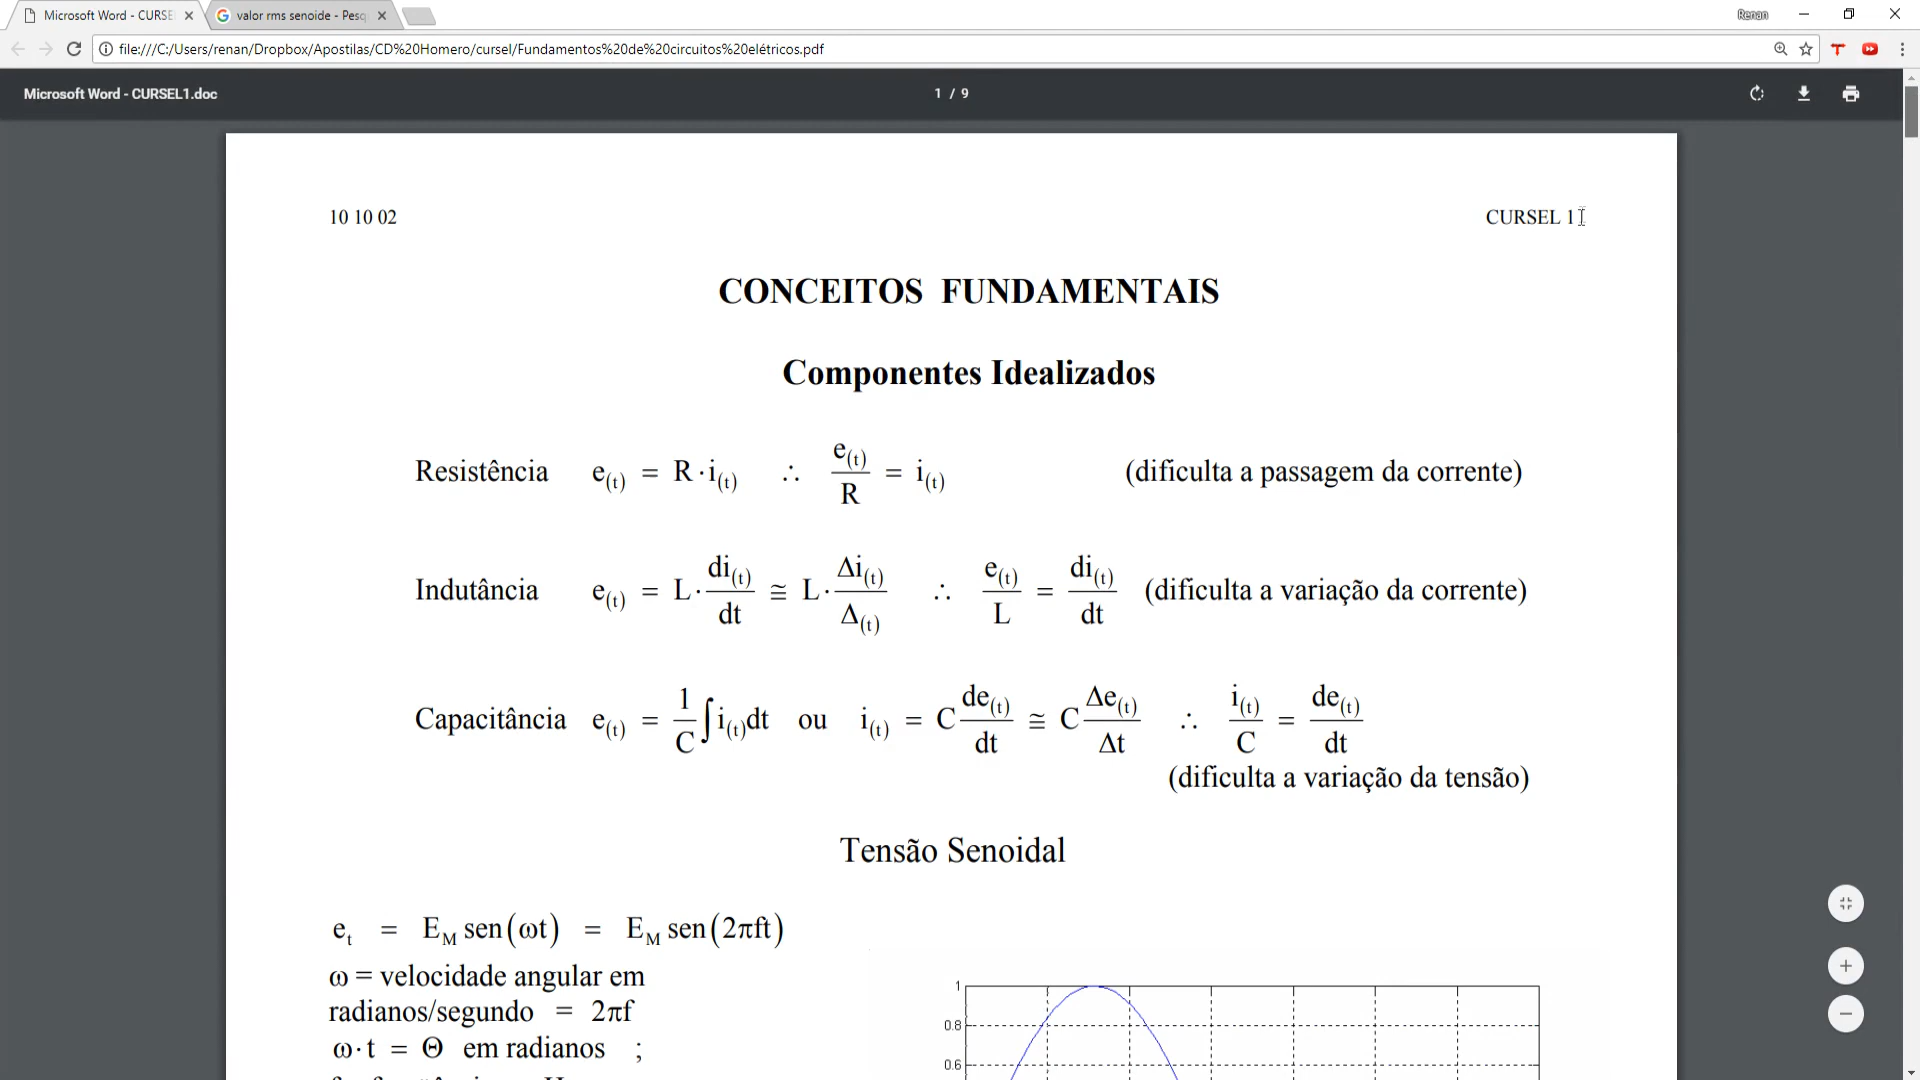 Microsoft Word - CURSE
valor rms senoide - Pesq
Renan
file:///C:/Users/renan/Dropbox/Apostilas/CD%20Homero/cursel/Fundamentos%20de%20circuitos%20elétricos.pdf
Microsoft Word - CURSEL1.doc
1 / 9
10 10 02
CURSEL 1
CONCEITOS FUNDAMENTAIS
Componentes Idealizados
Resistência e(t) = R·i(t) ∴ e(t)/R = i(t) (dificulta a passagem da corrente)
Indutância e(t) = L·di(t)/dt ≅ L·Δi(t)/Δ(t) ∴ e(t)/L = di(t)/dt (dificulta a variação da corrente)
Capacitância e(t) = 1/C ∫i(t)dt ou i(t) = C de(t)/dt ≅ C Δe(t)/Δt ∴ i(t)/C = de(t)/dt
(dificulta a variação da tensão)
Tensão Senoidal
et = EM sen(ωt) = EM sen(2πft)
ω = velocidade angular em
radianos/segundo = 2πf
ω·t = Θ em radianos ;
1
0.8
0.6